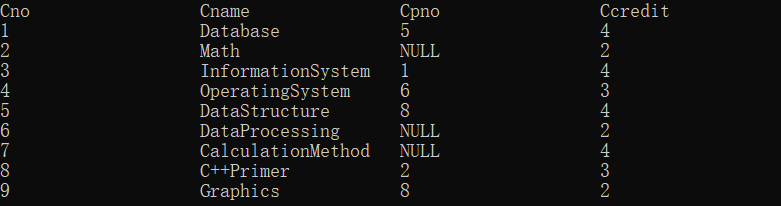 Cno Cname Cpno Ccredit
1 Database 5 4
2 Math NULL 2
3 InformationSystem 1 4
4 OperatingSystem 6 3
5 DataStructure 8 4
6 DataProcessing NULL 2
7 CalculationMethod NULL 4
8 C++Primer 2 3
9 Graphics 8 2